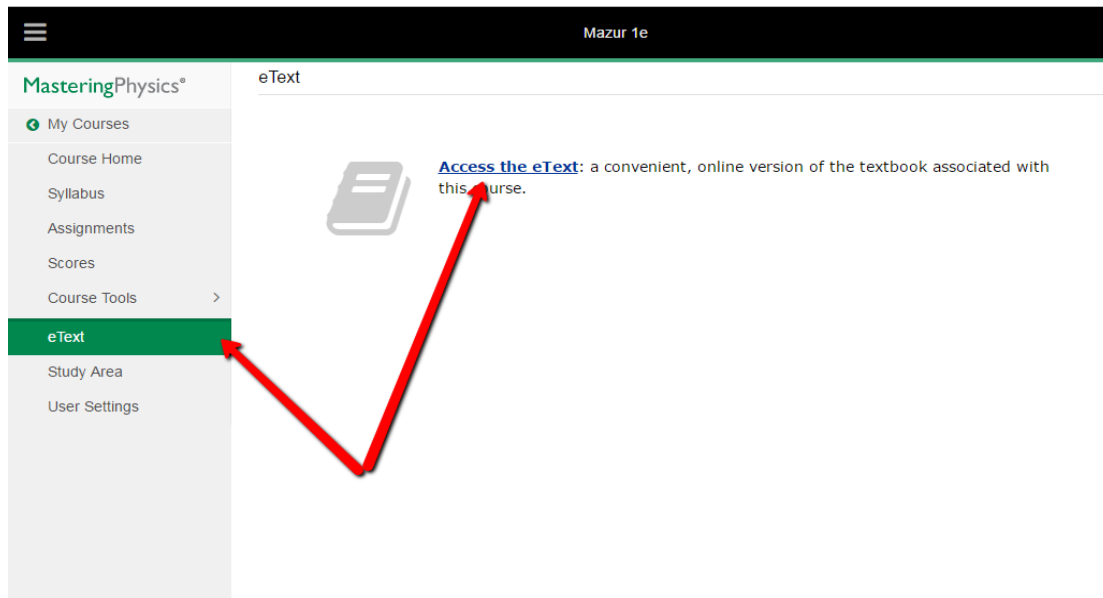 Mazur 1e
MasteringPhysics®
eText
My Courses
Course Home
Syllabus
Assignments
Scores
Course Tools
eText
Study Area
User Settings
Access the eText: a convenient, online version of the textbook associated with
this course.